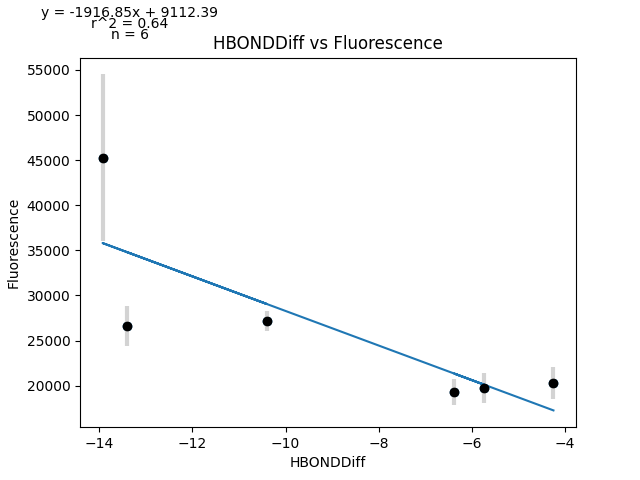 y = -1916.85x + 9112.39
r^2 = 0.64
n = 6
HBONDDiff vs Fluorescence
55000
50000
45000
40000
35000
30000
25000
20000
Fluorescence
−14 −12 −10 −8 −6 −4
HBONDDiff